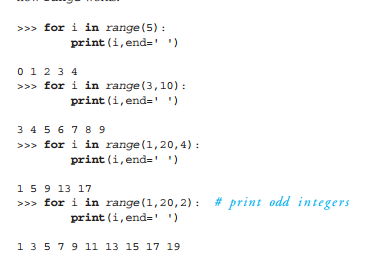 >>> for i in range(5):
        print(i,end=' ')
0 1 2 3 4
>>> for i in range(3,10):
        print(i,end=' ')
3 4 5 6 7 8 9
>>> for i in range(1,20,4):
        print(i,end=' ')
1 5 9 13 17
>>> for i in range(1,20,2):  # print odd integers
        print(i,end=' ')
1 3 5 7 9 11 13 15 17 19